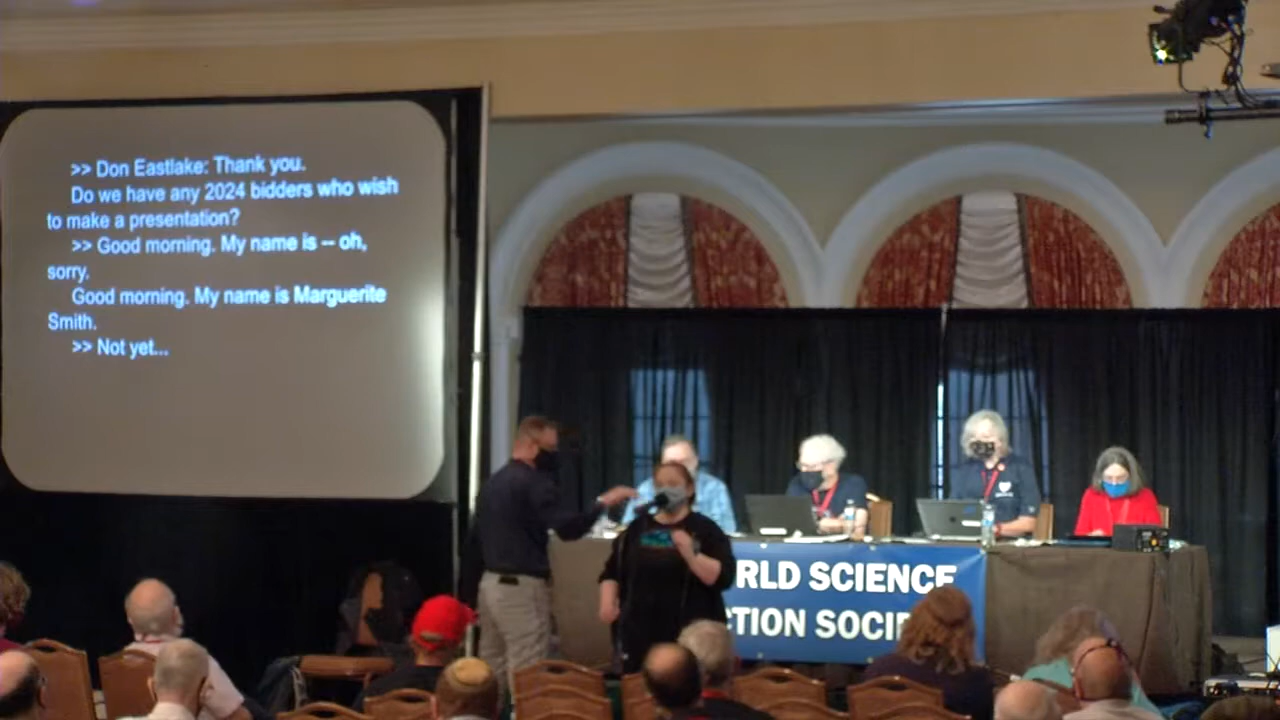 >> Don Eastlake: Thank you.
Do we have any 2024 bidders who wish
to make a presentation?
>> Good morning. My name is -- oh,
sorry.
Good morning. My name is Marguerite
Smith.
>> Not yet...
RLD SCIENCE
CTION SOCIE